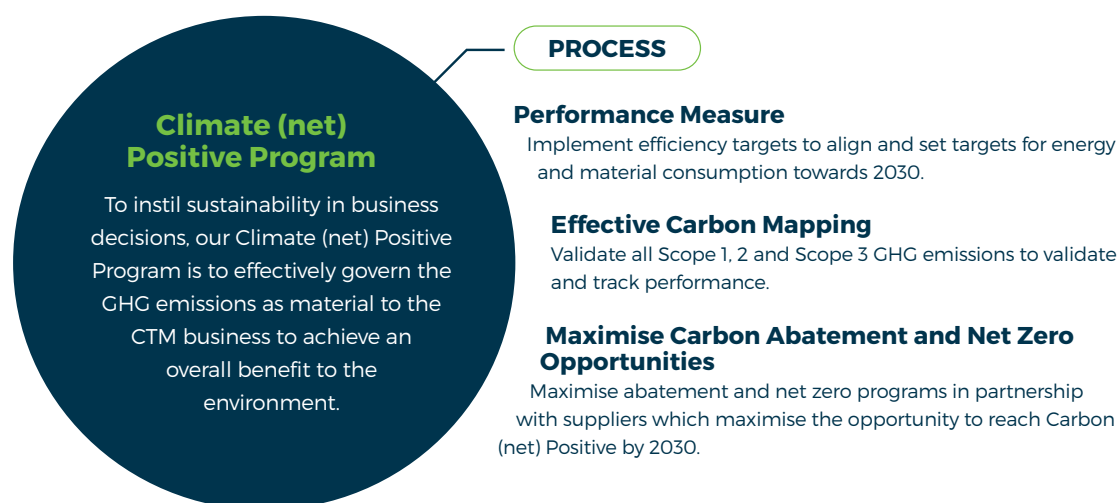 Climate (net)
Positive Program
To instil sustainability in business
decisions, our Climate (net) Positive
Program is to effectively govern the
GHG emissions as material to the
CTM business to achieve an
overall benefit to the
environment.
PROCESS
Performance Measure
Implement efficiency targets to align and set targets for energy
and material consumption towards 2030.
Effective Carbon Mapping
Validate all Scope 1, 2 and Scope 3 GHG emissions to validate
and track performance.
Maximise Carbon Abatement and Net Zero
Opportunities
Maximise abatement and net zero programs in partnership
with suppliers which maximise the opportunity to reach Carbon
(net) Positive by 2030.